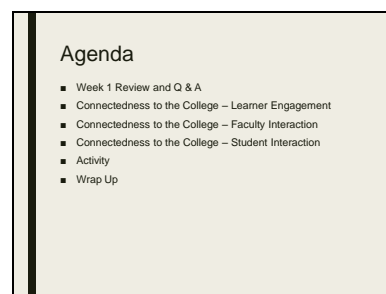 Agenda
■ Week 1 Review and Q & A
■ Connectedness to the College – Learner Engagement
■ Connectedness to the College – Faculty Interaction
■ Connectedness to the College – Student Interaction
■ Activity
■ Wrap Up